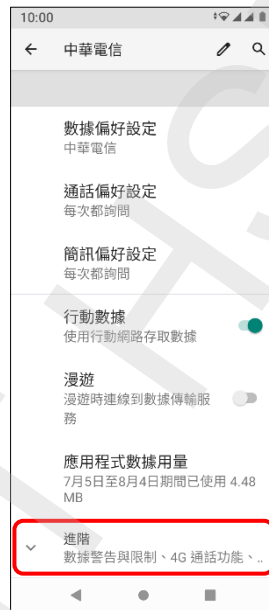 10:00
中華電信
數據偏好設定
中華電信
通話偏好設定
每次都詢問
簡訊偏好設定
每次都詢問
行動數據
使用行動網路存取數據
漫遊
漫遊時連線到數據傳輸服
務
應用程式數據用量
7月5日至8月4日期間已使用 4.48
MB
進階
數據警告與限制、4G 通話功能、..